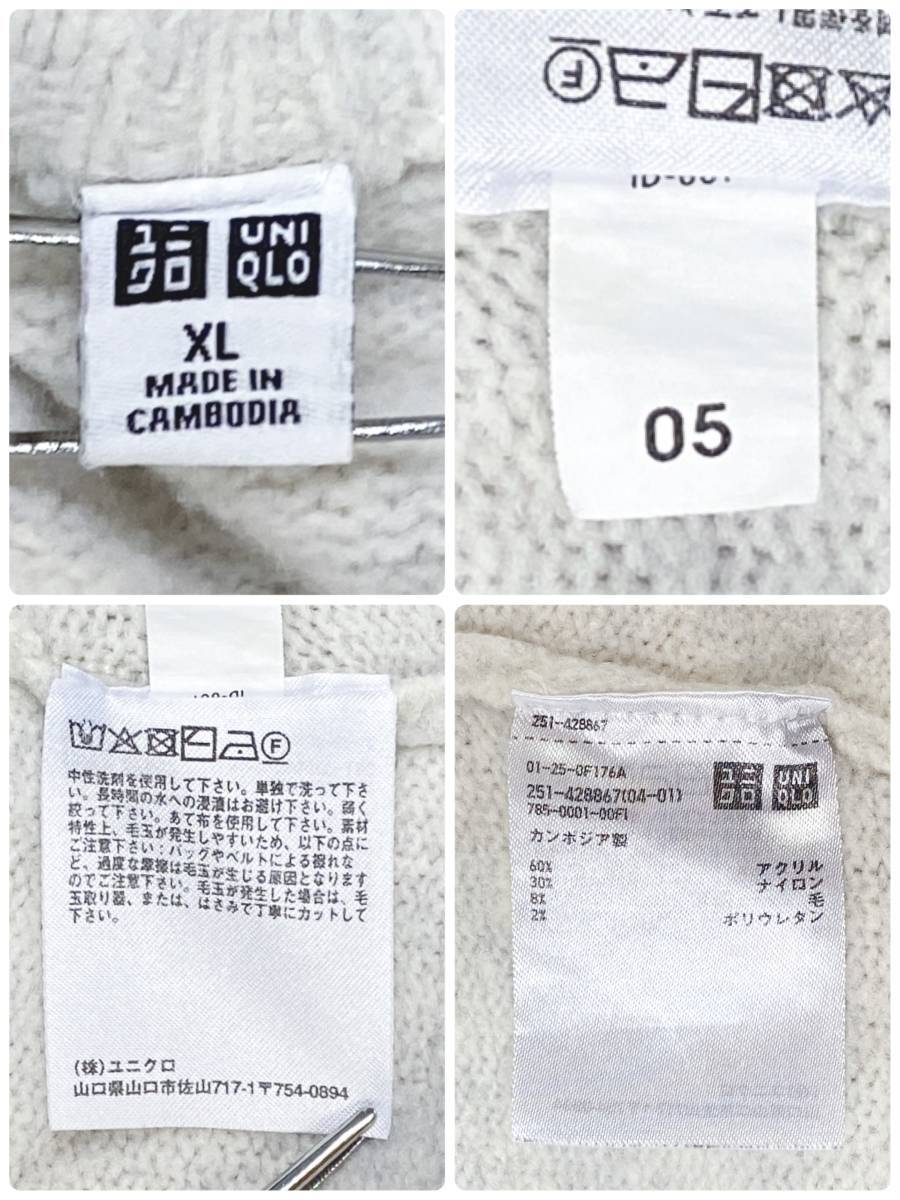 ユニ
クロ
UNI
QLO
XL
MADE IN
CAMBODIA
F
05
F
中性洗剤を使用して下さい。単独で洗って下さ
い。長時間の水への浸漬はお避け下さい。弱く
絞って下さい。あて布を使用して下さい。素材
特性上、毛玉が発生しやすいため、以下の点に
ご注意下さい：バッグやベルトによる擦れな
ど、過度な摩擦は毛玉が生じる原因となります
のでご注意下さい。毛玉が発生した場合は、毛
玉取り器、または、はさみで丁寧にカットして
下さい。
(株)ユニクロ
山口県山口市佐山717-1〒754-0894
251-428867
01-25-0F176A
251-428867(04-01)
785-0001-00F1
ユニ
クロ
UNI
QLO
カンボジア製
60% アクリル
30% ナイロン
8% 毛
2% ポリウレタン